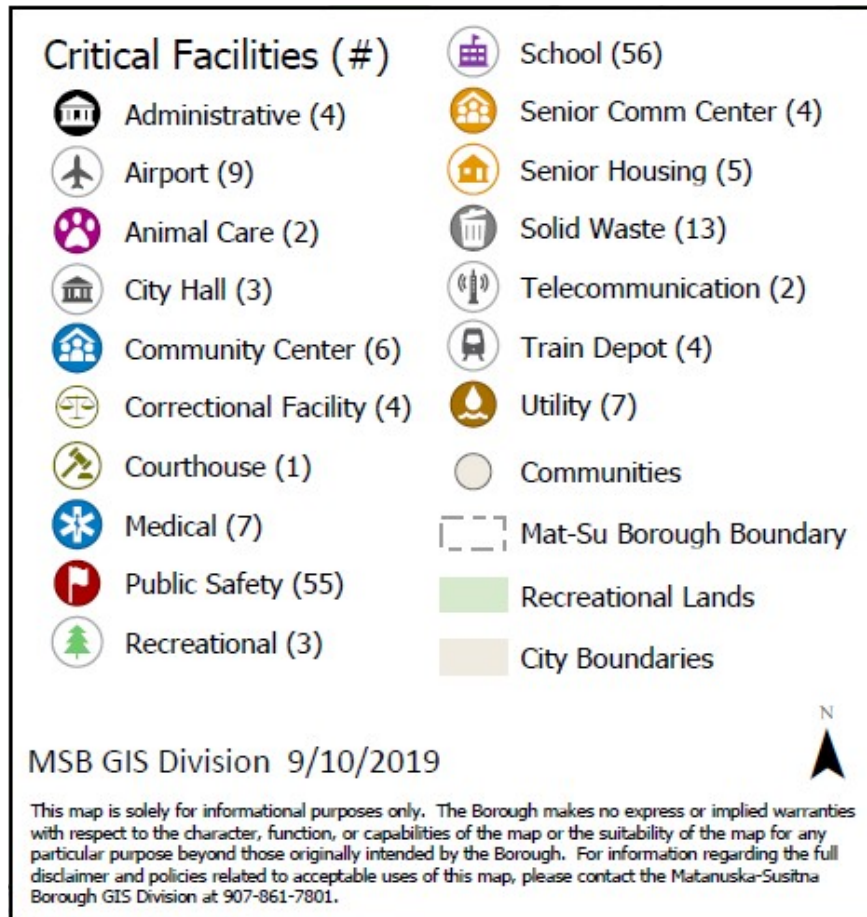 Critical Facilities (#)
Administrative (4)
Airport (9)
Animal Care (2)
City Hall (3)
Community Center (6)
Correctional Facility (4)
Courthouse (1)
Medical (7)
Public Safety (55)
Recreational (3)
School (56)
Senior Comm Center (4)
Senior Housing (5)
Solid Waste (13)
Telecommunication (2)
Train Depot (4)
Utility (7)
Communities
Mat-Su Borough Boundary
Recreational Lands
City Boundaries
N
MSB GIS Division 9/10/2019
This map is solely for informational purposes only. The Borough makes no express or implied warranties
with respect to the character, function, or capabilities of the map or the suitability of the map for any
particular purpose beyond those originally intended by the Borough. For information regarding the full
disclaimer and policies related to acceptable uses of this map, please contact the Matanuska-Susitna
Borough GIS Division at 907-861-7801.